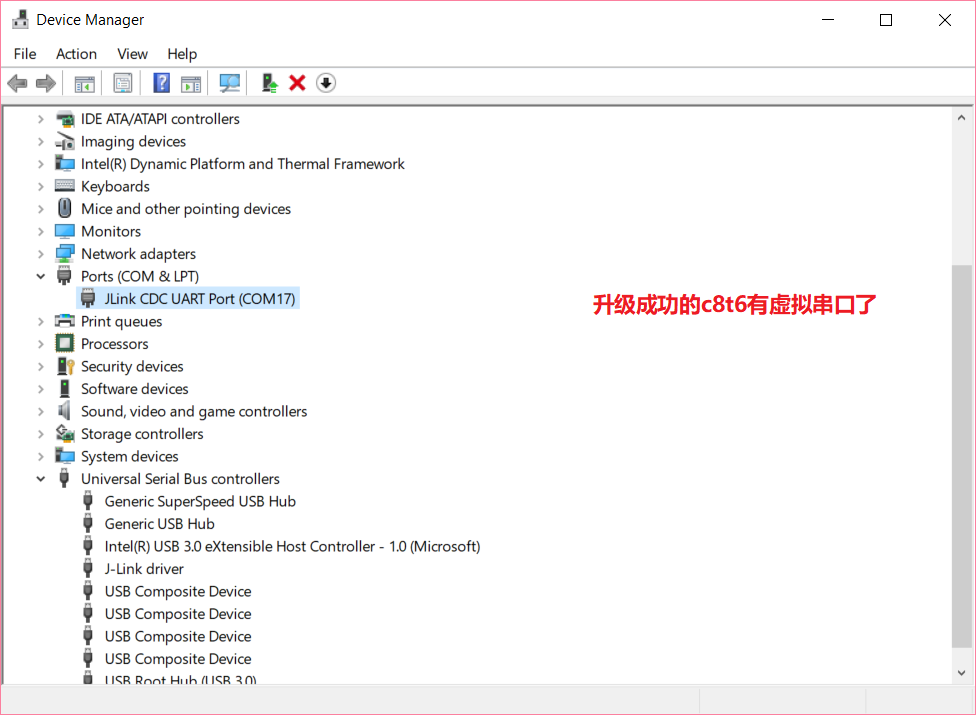 Device Manager
File Action View Help
IDE ATA/ATAPI controllers
Imaging devices
Intel(R) Dynamic Platform and Thermal Framework
Keyboards
Mice and other pointing devices
Monitors
Network adapters
Ports (COM & LPT)
JLink CDC UART Port (COM17)
升级成功的c8t6有虚拟串口了
Print queues
Processors
Security devices
Software devices
Sound, video and game controllers
Storage controllers
System devices
Universal Serial Bus controllers
Generic SuperSpeed USB Hub
Generic USB Hub
Intel(R) USB 3.0 eXtensible Host Controller - 1.0 (Microsoft)
J-Link driver
USB Composite Device
USB Composite Device
USB Composite Device
USB Composite Device
USB Root Hub (USB 3.0)